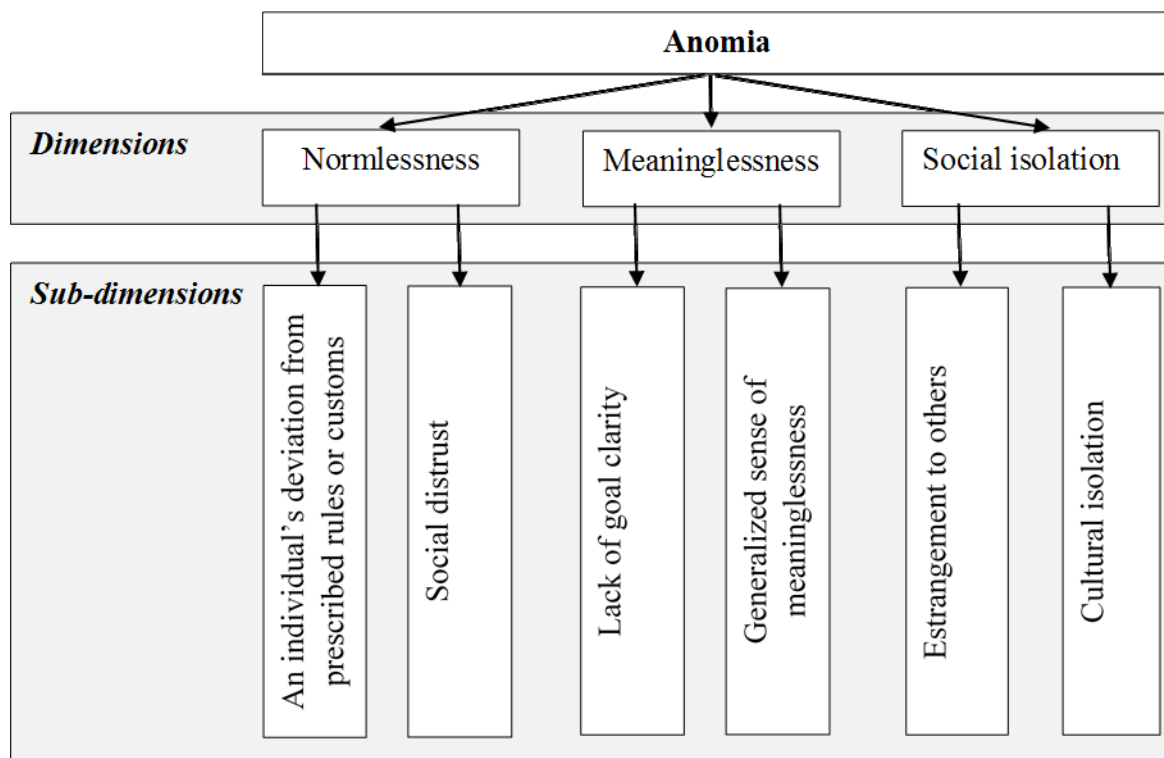 Anomia
Dimensions
Normlessness
Meaninglessness
Social isolation
Sub-dimensions
An individual’s deviation from
prescribed rules or customs
Social distrust
Lack of goal clarity
Generalized sense of
meaninglessness
Estrangement to others
Cultural isolation